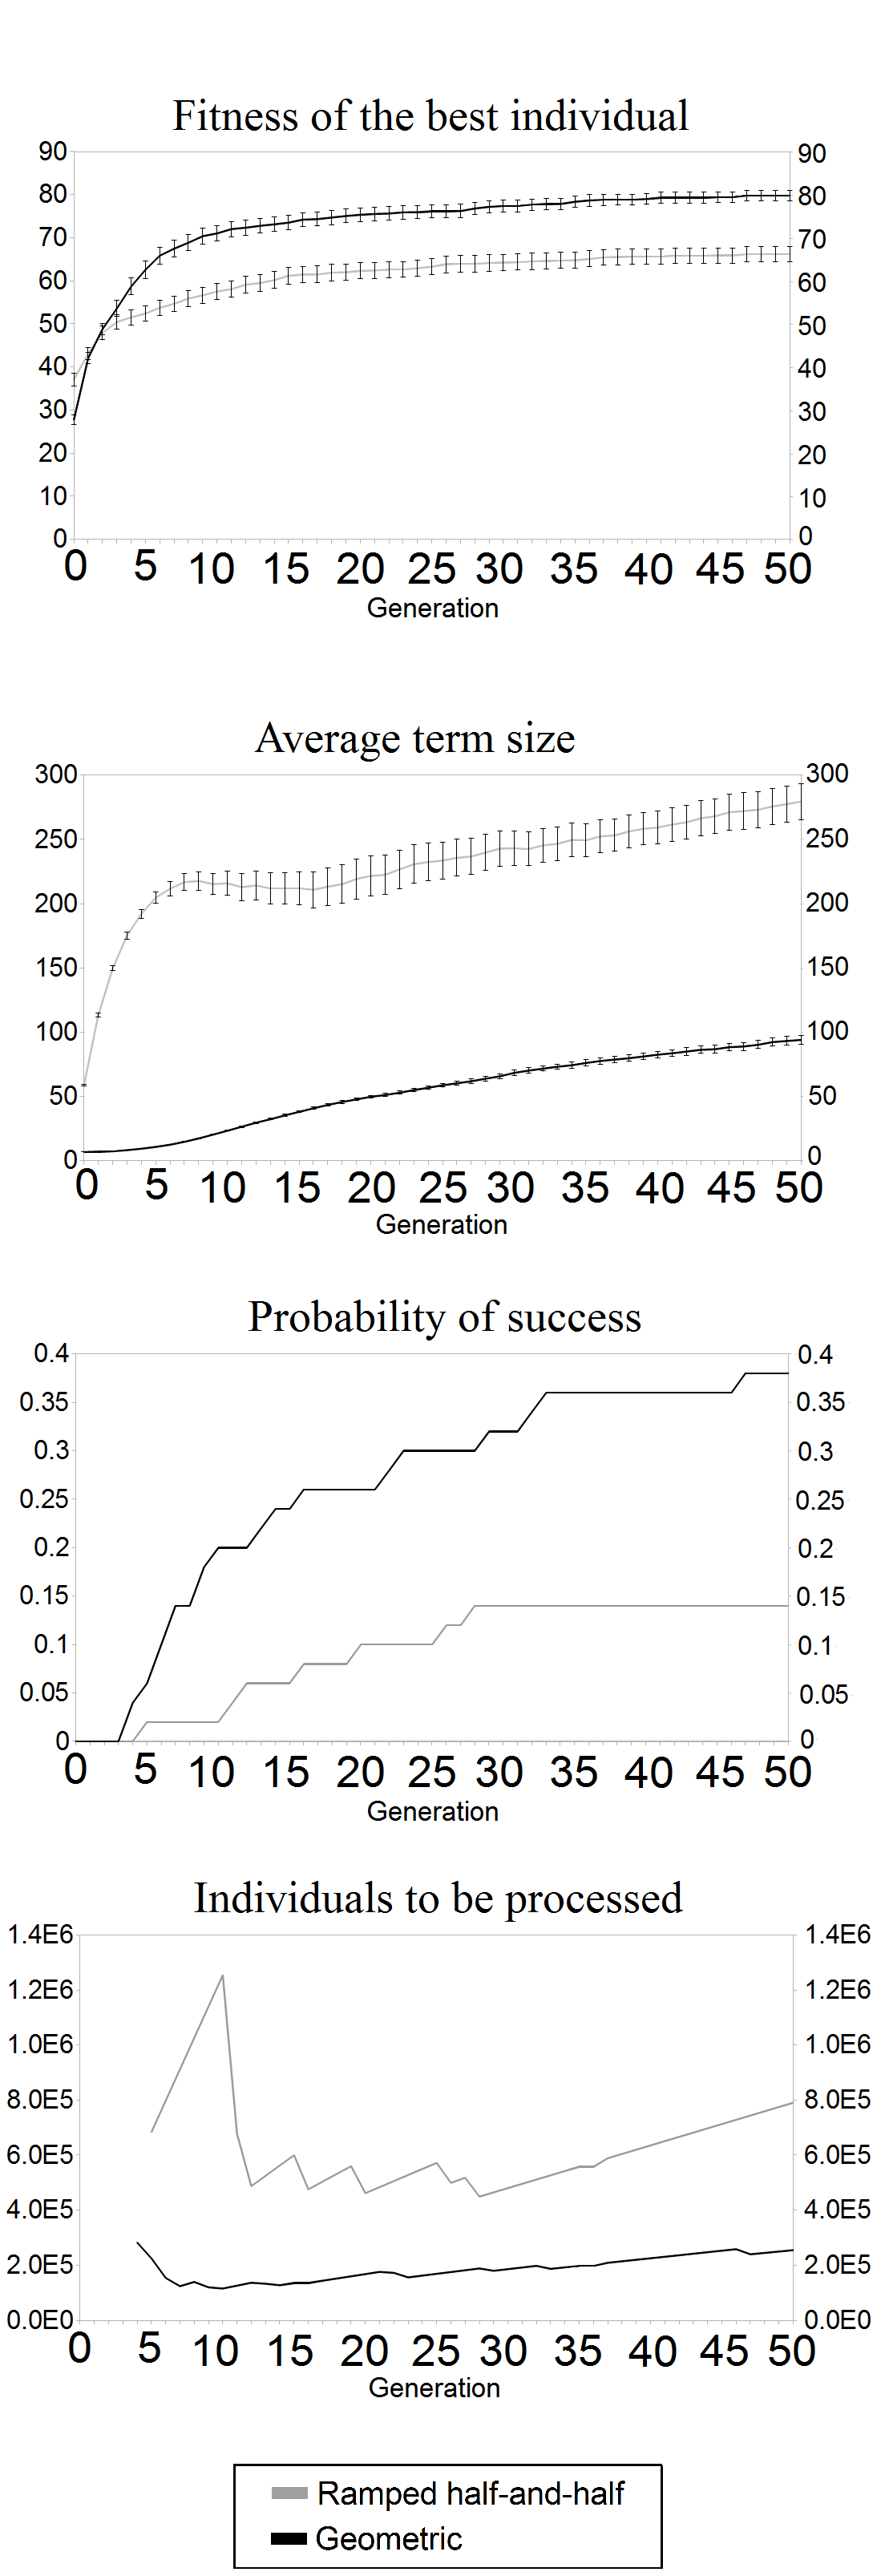 Fitness of the best individual
90 90
80 80
70 70
60 60
50 50
40 40
30 30
20 20
10 10
0 0
0 5 10 15 20 25 30 35 40 45 50
Generation
Average term size
300 300
250 250
200 200
150 150
100 100
50 50
0 0
0 5 10 15 20 25 30 35 40 45 50
Generation
Probability of success
0.4 0.4
0.35 0.35
0.3 0.3
0.25 0.25
0.2 0.2
0.15 0.15
0.1 0.1
0.05 0.05
0 0
0 5 10 15 20 25 30 35 40 45 50
Generation
Individuals to be processed
1.4E6 1.4E6
1.2E6 1.2E6
1.0E6 1.0E6
8.0E5 8.0E5
6.0E5 6.0E5
4.0E5 4.0E5
2.0E5 2.0E5
0.0E0 0.0E0
0 5 10 15 20 25 30 35 40 45 50
Generation
Ramped half-and-half
Geometric